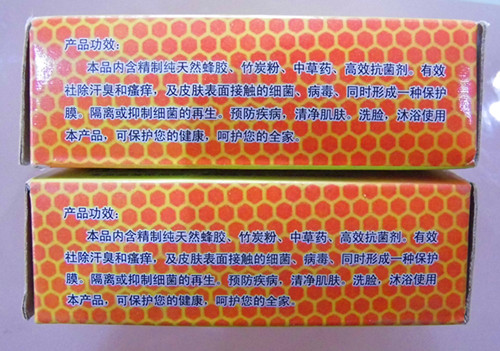 产品功效:
本品内含精制纯天然蜂胶、竹炭粉、中草药、高效抗菌剂。有效
社除汗臭和瘙痒，及皮肤表面接触的细菌、病毒、同时形成一种保护
膜。隔离或抑制细菌的再生。预防疾病，清净肌肤。洗脸，沐浴使用
本产品，可保护您的健康，呵护您的全家。
产品功效:
本品内含精制纯天然蜂胶、竹炭粉、中草药、高效抗菌剂。有效
社除汗臭和瘙痒，及皮肤表面接触的细菌、病毒、同时形成一种保护
膜。隔离或抑制细菌的再生。预防疾病，清净肌肤。洗脸，沐浴使用
本产品，可保护您的健康，呵护您的全家。